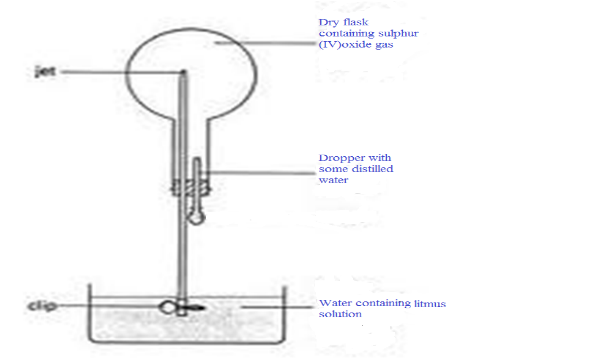 Dry flask
containing sulphur
(IV)oxide gas
jet
Dropper with
some distilled
water
clip
Water containing litmus
solution